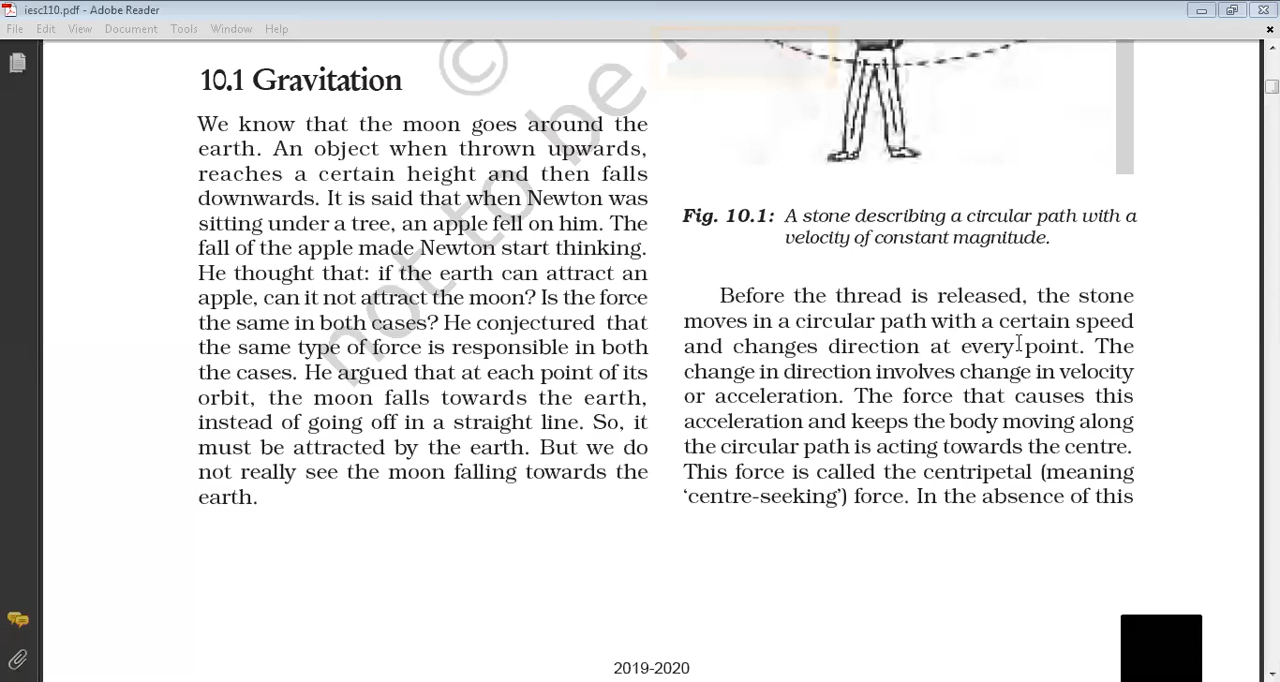 iesc110.pdf - Adobe Reader
File Edit View Document Tools Window Help
10.1 Gravitation
We know that the moon goes around the
earth. An object when thrown upwards,
reaches a certain height and then falls
downwards. It is said that when Newton was
sitting under a tree, an apple fell on him. The
fall of the apple made Newton start thinking.
He thought that: if the earth can attract an
apple, can it not attract the moon? Is the force
the same in both cases? He conjectured that
the same type of force is responsible in both
the cases. He argued that at each point of its
orbit, the moon falls towards the earth,
instead of going off in a straight line. So, it
must be attracted by the earth. But we do
not really see the moon falling towards the
earth.
© not to be r
Fig. 10.1: A stone describing a circular path with a
velocity of constant magnitude.
Before the thread is released, the stone
moves in a circular path with a certain speed
and changes direction at every point. The
change in direction involves change in velocity
or acceleration. The force that causes this
acceleration and keeps the body moving along
the circular path is acting towards the centre.
This force is called the centripetal (meaning
‘centre-seeking’) force. In the absence of this
2019-2020